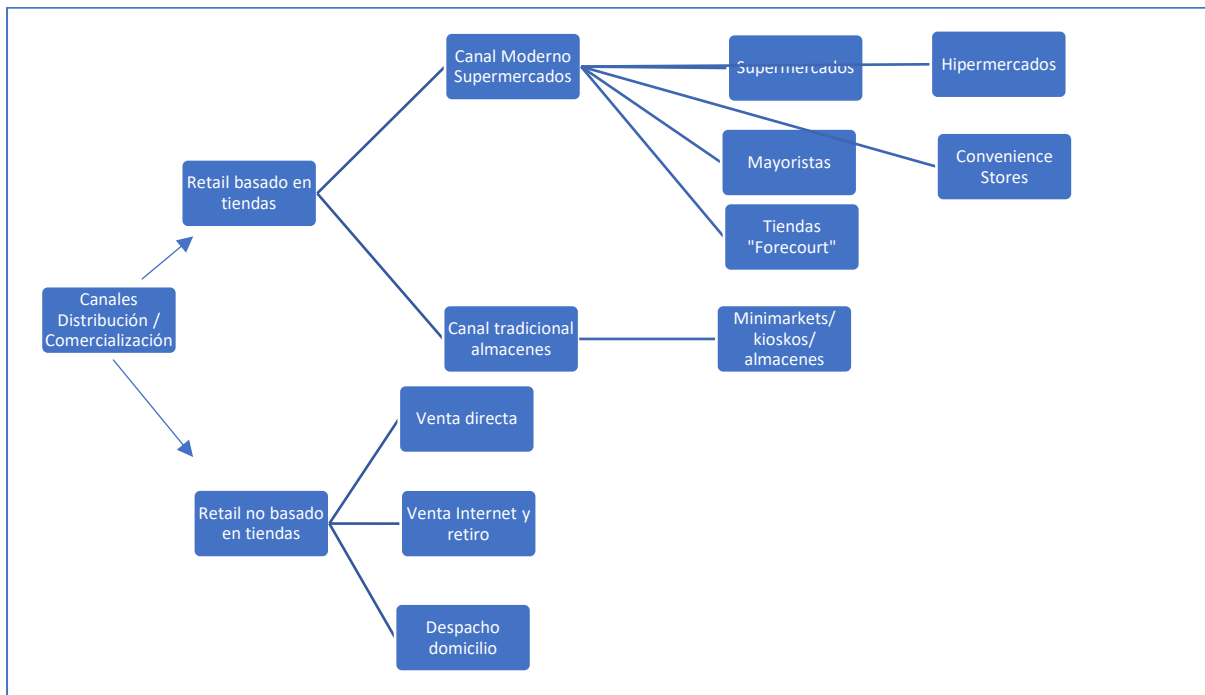 Canal Moderno
Supermercados
Supermercados
Hipermercados
Mayoristas
Convenience
Stores
Retail basado en
tiendas
Tiendas
"Forecourt"
Canales
Distribución /
Comercialización
Canal tradicional
almacenes
Minimarkets/
kioskos/
almacenes
Venta directa
Retail no basado
en tiendas
Venta Internet y
retiro
Despacho
domicilio